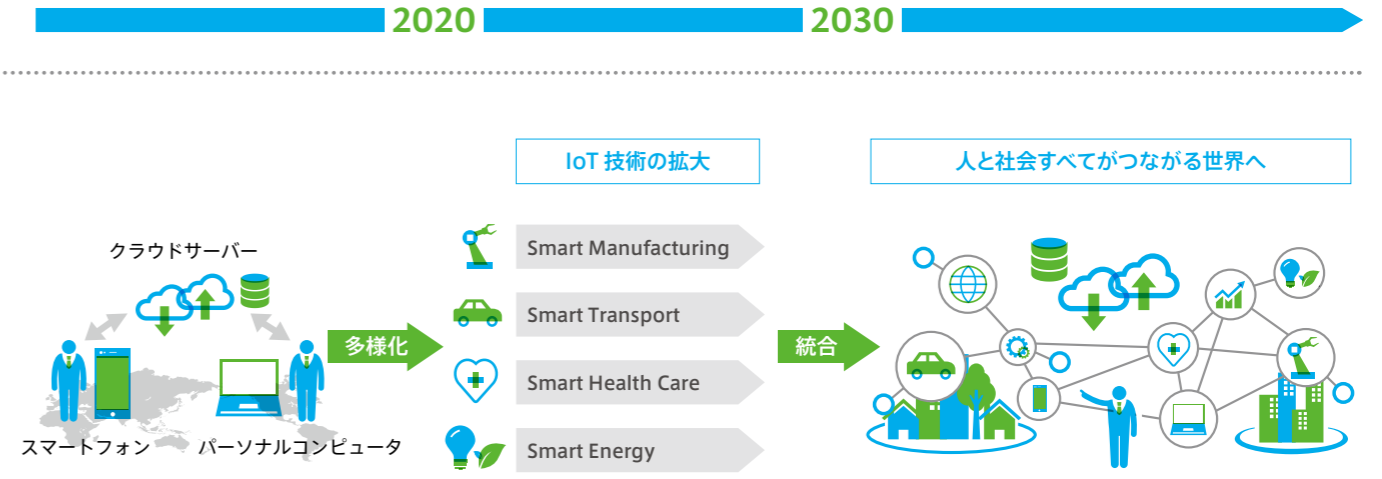 2020
2030
IoT 技術の拡大
人と社会すべてがつながる世界へ
クラウドサーバー
スマートフォン
パーソナルコンピュータ
多様化
Smart Manufacturing
Smart Transport
Smart Health Care
Smart Energy
統合